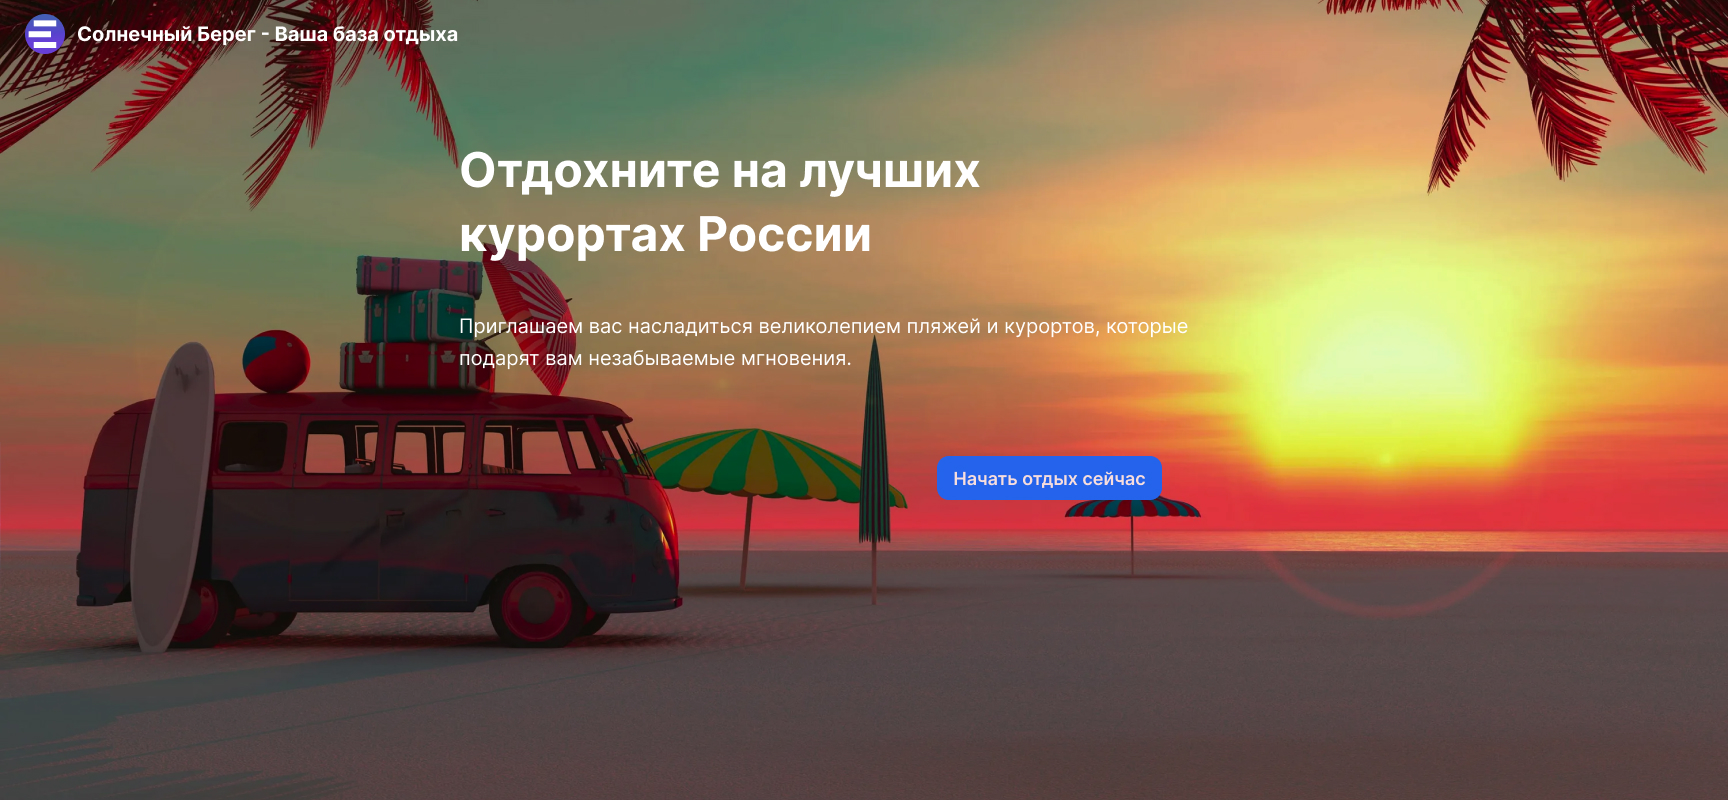 Солнечный Берег - Ваша база отдыха
Отдохните на лучших
курортах России
Приглашаем вас насладиться великолепием пляжей и курортов, которые
подарят вам незабываемые мгновения.
Начать отдых сейчас